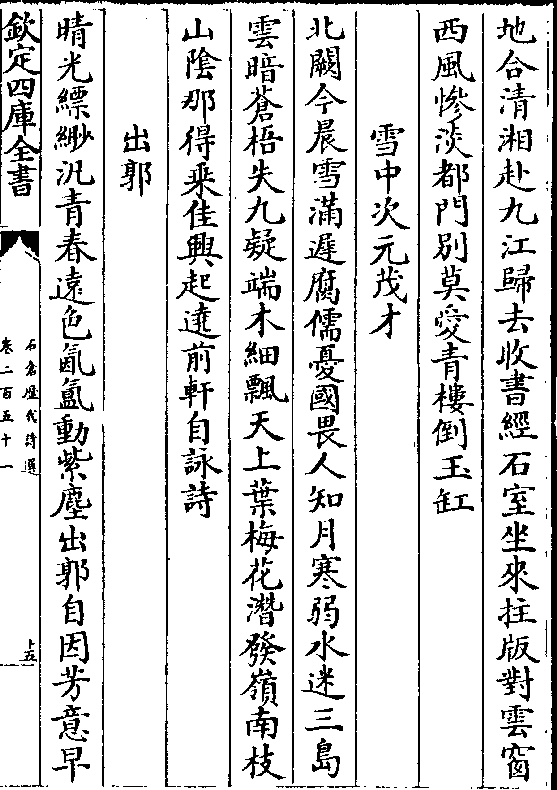 地合清湘赴九江歸去收書經石室坐來拄版對雲窗
西風慘淡都門别莫愛青樓倒玉缸
雪中次元茂才
北闕今晨雪滿墀腐儒憂國畏人知月寒弱水迷三島
雲暗蒼梧失九疑端木細飄天上葉梅花潛發嶺南枝
山隂那得乗佳興起遶前軒自詠詩
出郭
晴光縹緲汎青春遠色氤氲動紫塵出郭自因芳意早
欽定四庫全書
石倉歴代詩選
卷二百五十一
十五